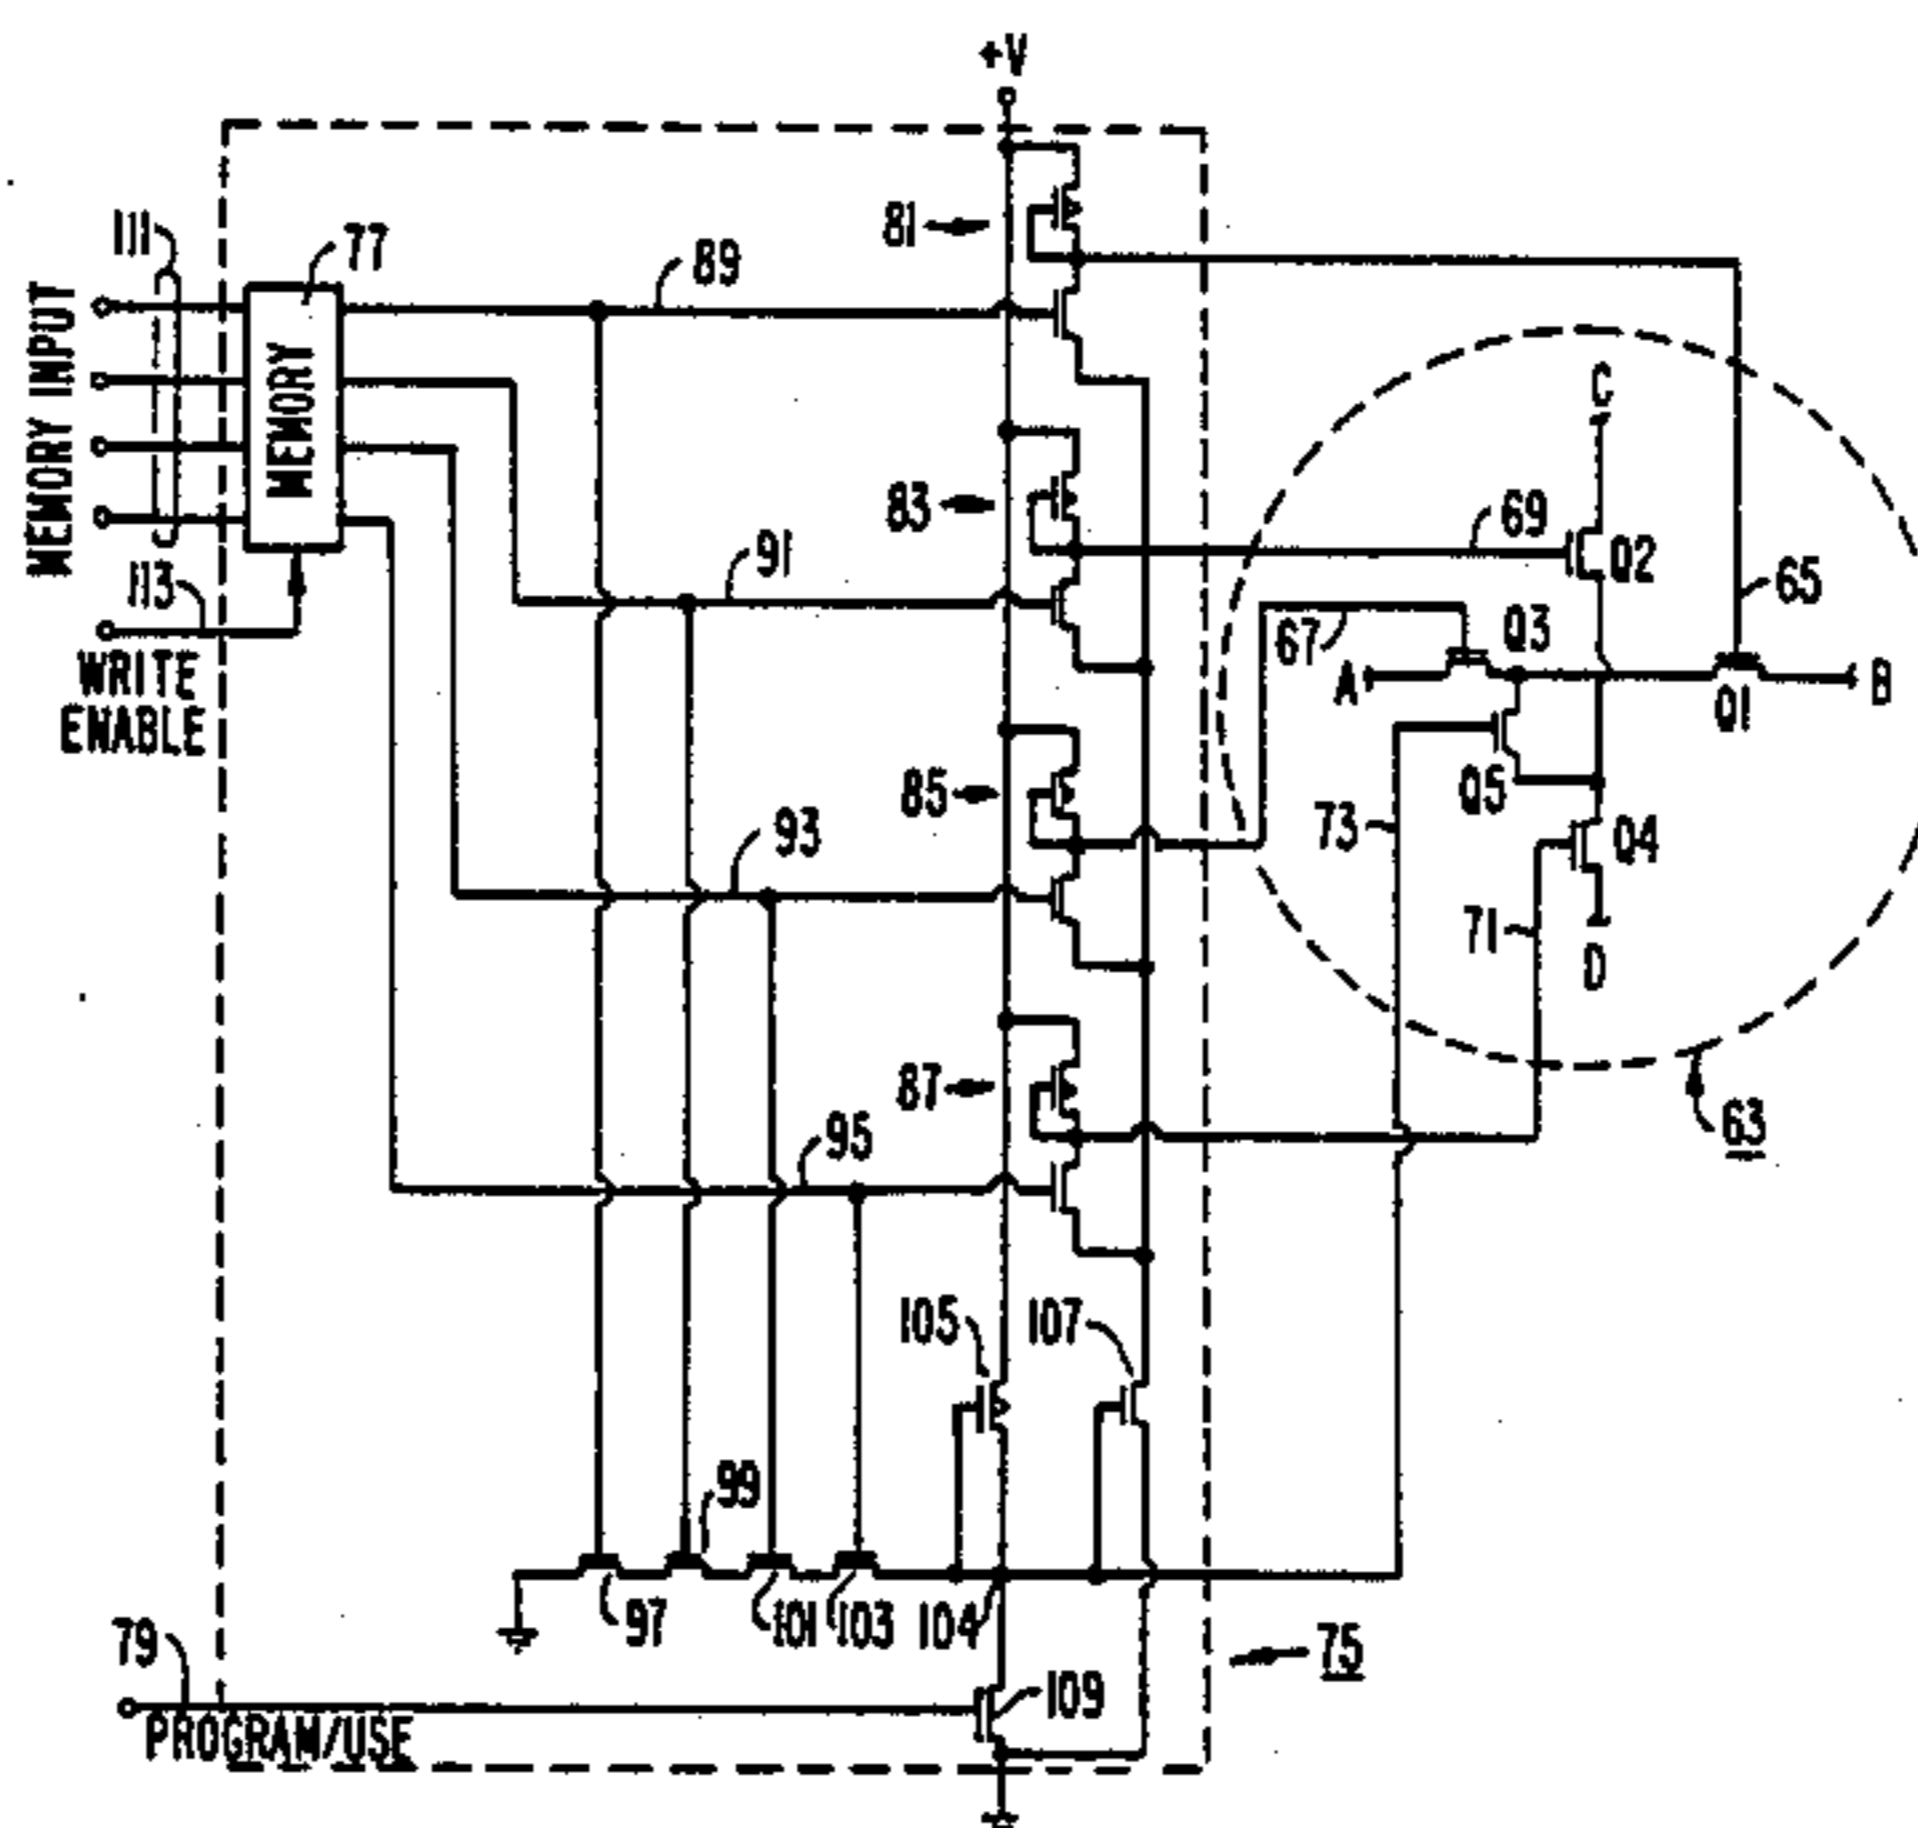 +V
111
77
89
81
MEMORY INPUT
MEMORY
C
83
69
91
Q2
113
65
WRITE
ENABLE
67
Q3
A
B
Q1
85
Q5
93
73
Q4
71
D
87
63
95
105
107
99
97
101
103
104
79
75
109
PROGRAM/USE